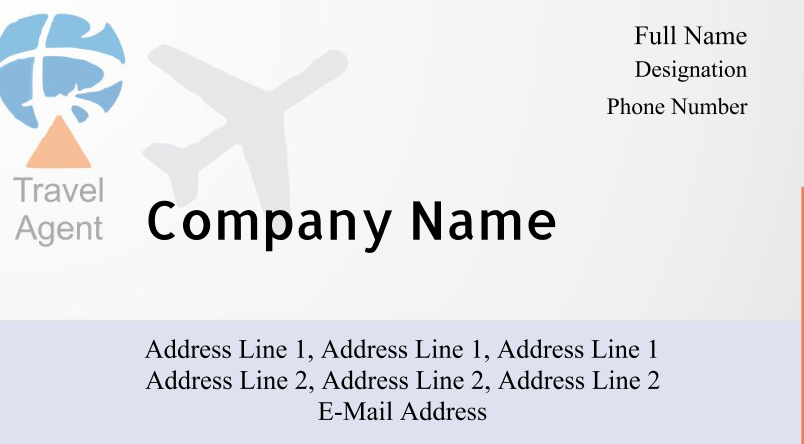 Full Name
Designation
Phone Number
Travel
Agent
Company Name
Address Line 1, Address Line 1, Address Line 1
Address Line 2, Address Line 2, Address Line 2
E-Mail Address